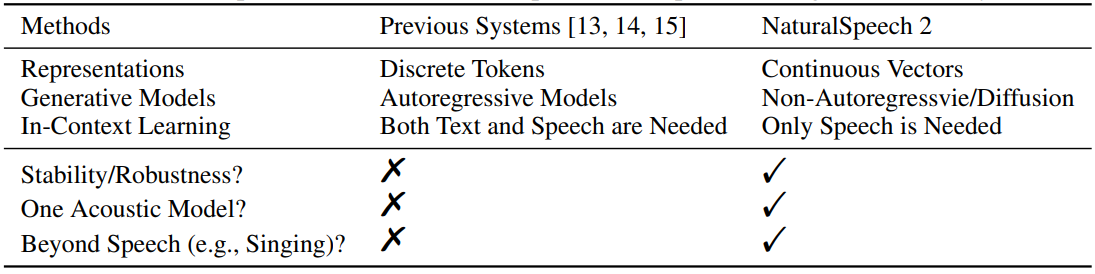 Methods Previous Systems [13, 14, 15] NaturalSpeech 2
Representations Discrete Tokens Continuous Vectors
Generative Models Autoregressive Models Non-Autoregressvie/Diffusion
In-Context Learning Both Text and Speech are Needed Only Speech is Needed
Stability/Robustness? ✗ ✓
One Acoustic Model? ✗ ✓
Beyond Speech (e.g., Singing)? ✗ ✓